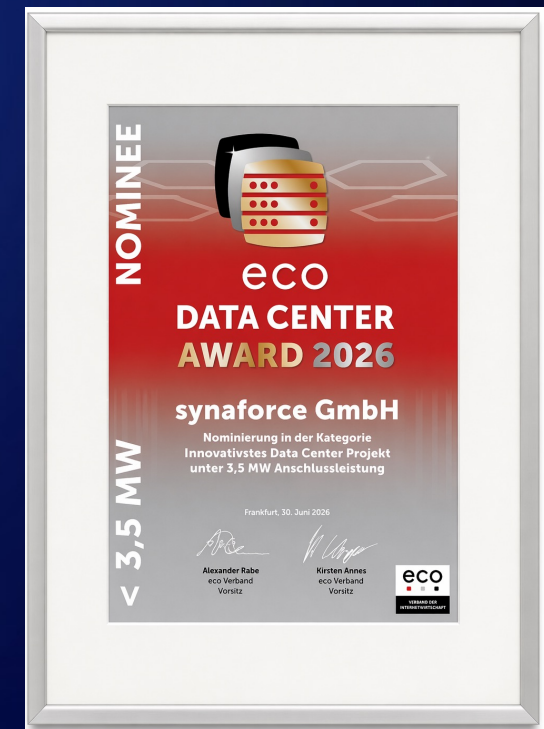 NOMINEE
< 3,5 MW
eco
DATA CENTER
AWARD 2026
synaforce GmbH
Nominierung in der Kategorie
Innovativstes Data Center Projekt
unter 3,5 MW Anschlussleistung
Frankfurt, 30. Juni 2026
Alexander Rabe
eco Verband
Vorsitz
Kirsten Annes
eco Verband
Vorsitz
eco
VERBAND DER
INTERNETWIRTSCHAFT